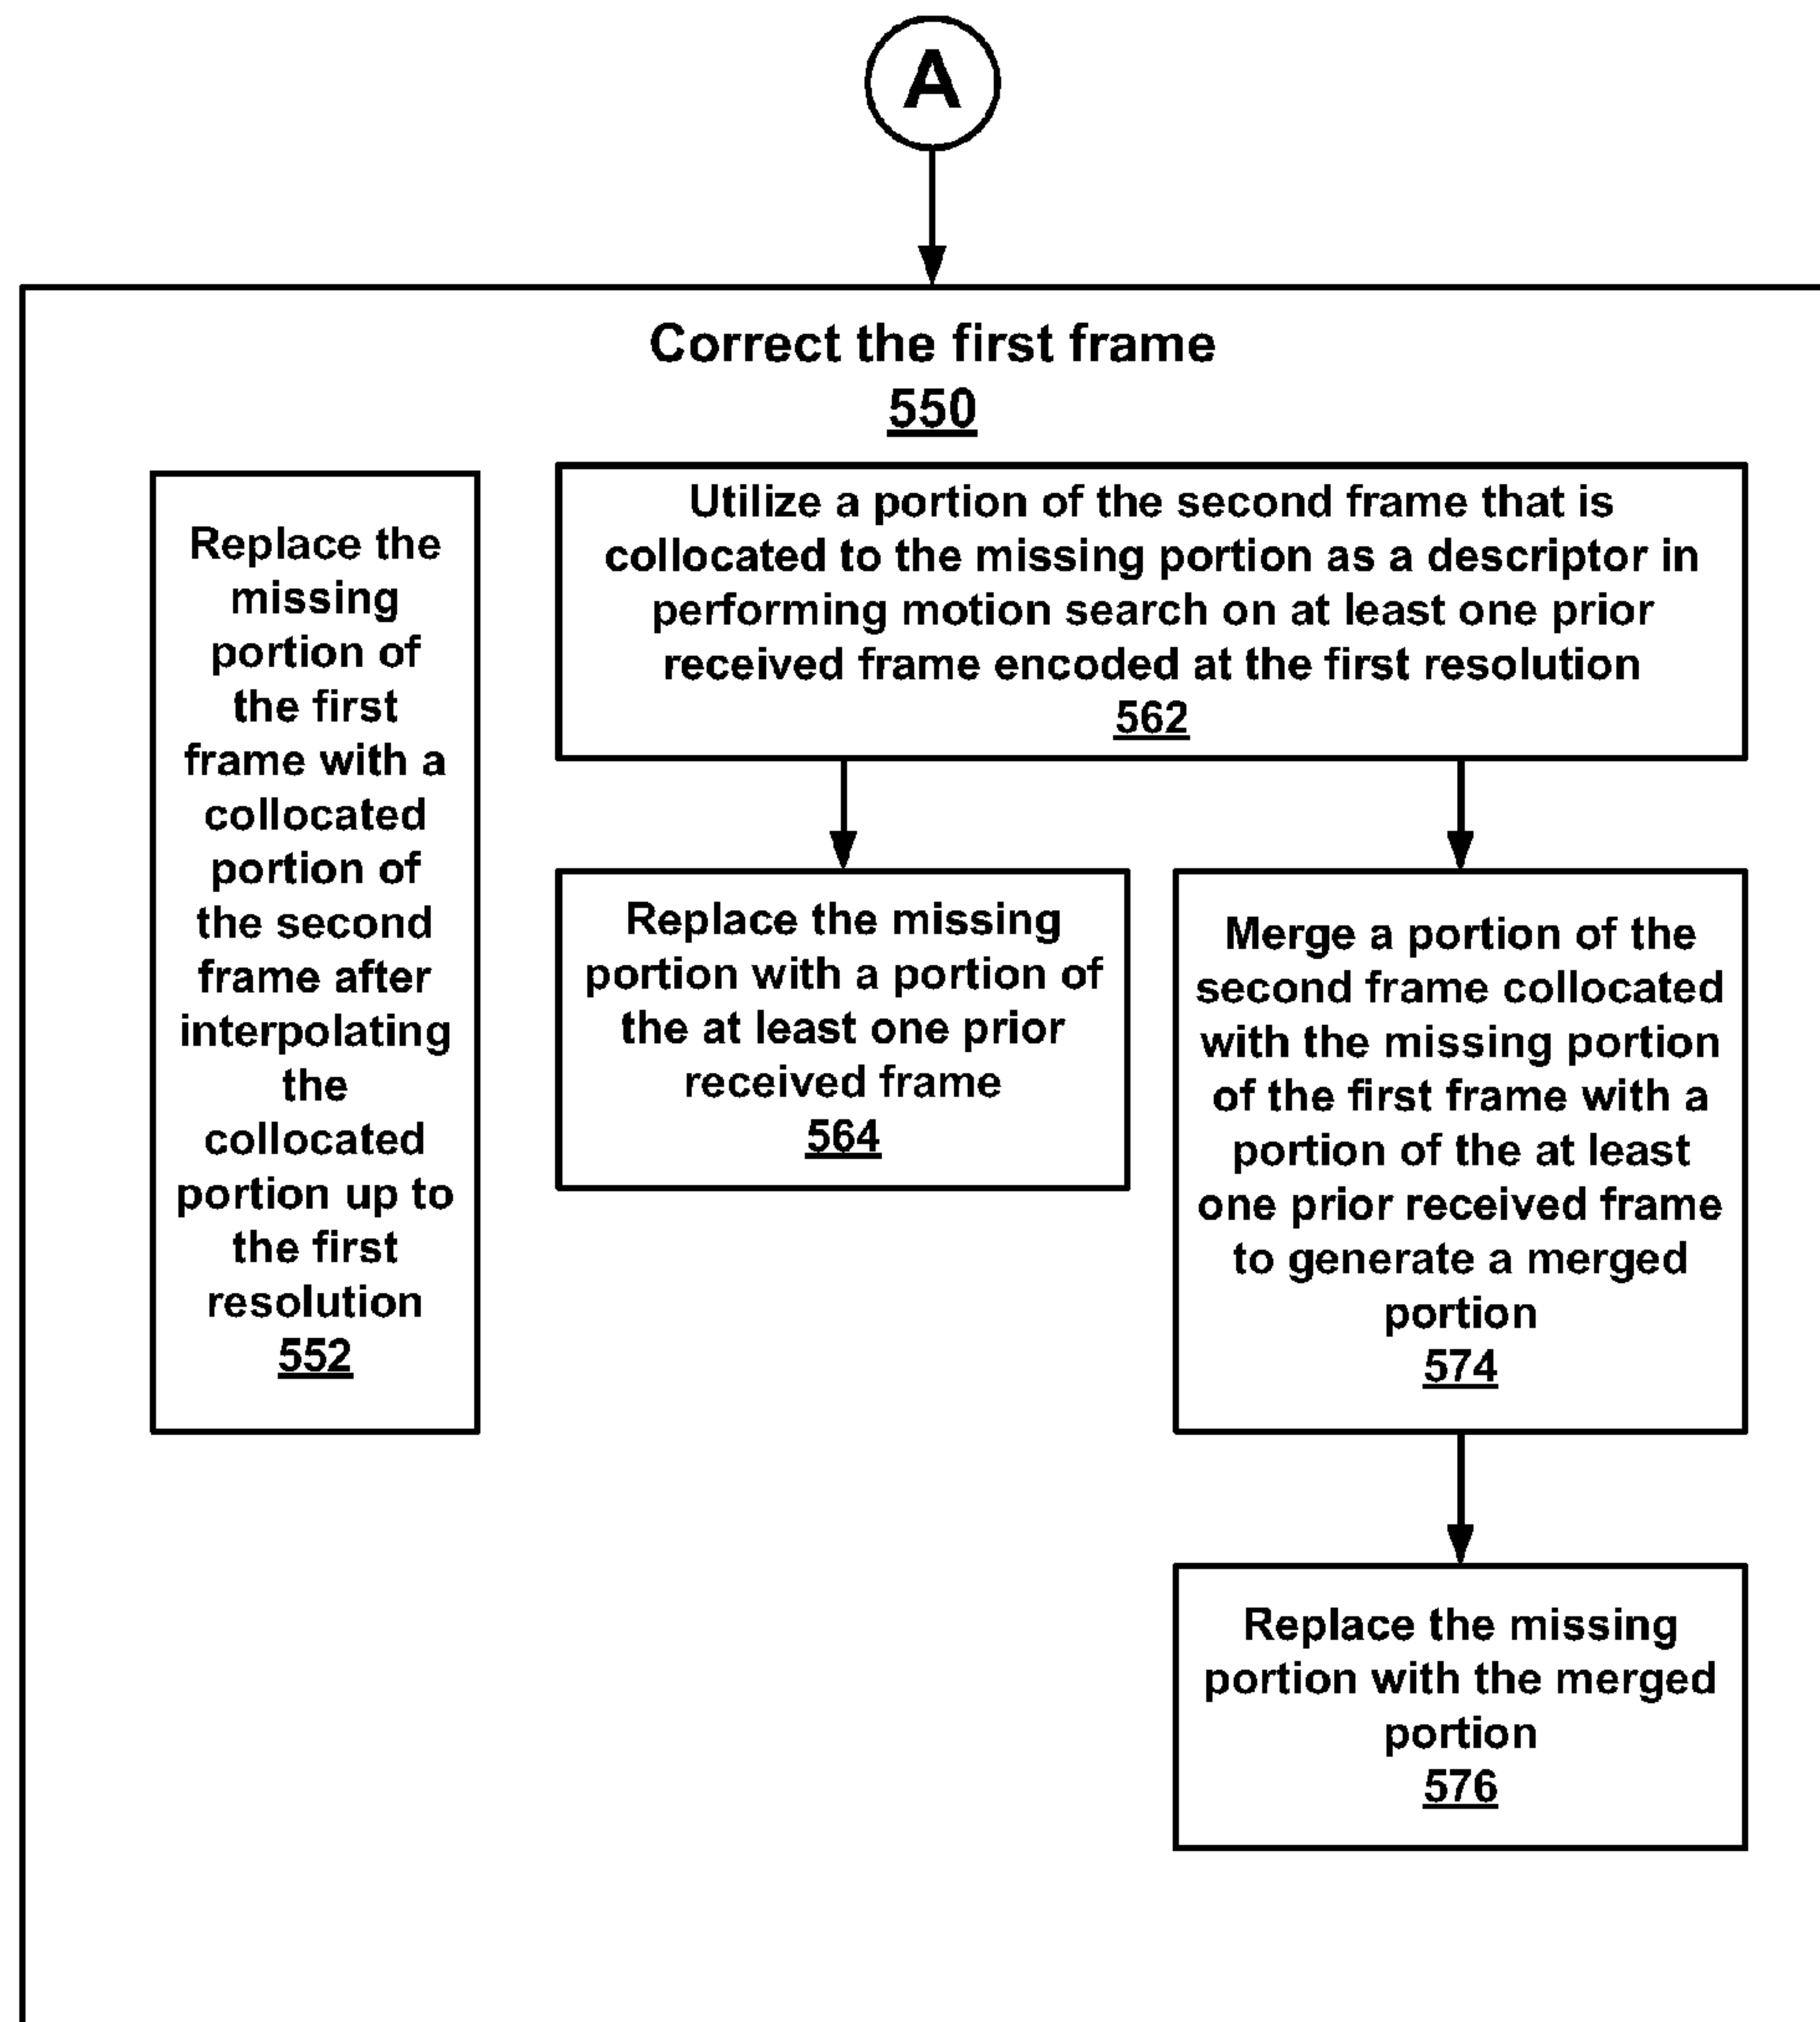 A
Correct the first frame
550
Replace the
missing
portion of
the first
frame with a
collocated
portion of
the second
frame after
interpolating
the
collocated
portion up to
the first
resolution
552
Utilize a portion of the second frame that is
collocated to the missing portion as a descriptor in
performing motion search on at least one prior
received frame encoded at the first resolution
562
Replace the missing
portion with a portion of
the at least one prior
received frame
564
Merge a portion of the
second frame collocated
with the missing portion
of the first frame with a
portion of the at least
one prior received frame
to generate a merged
portion
574
Replace the missing
portion with the merged
portion
576